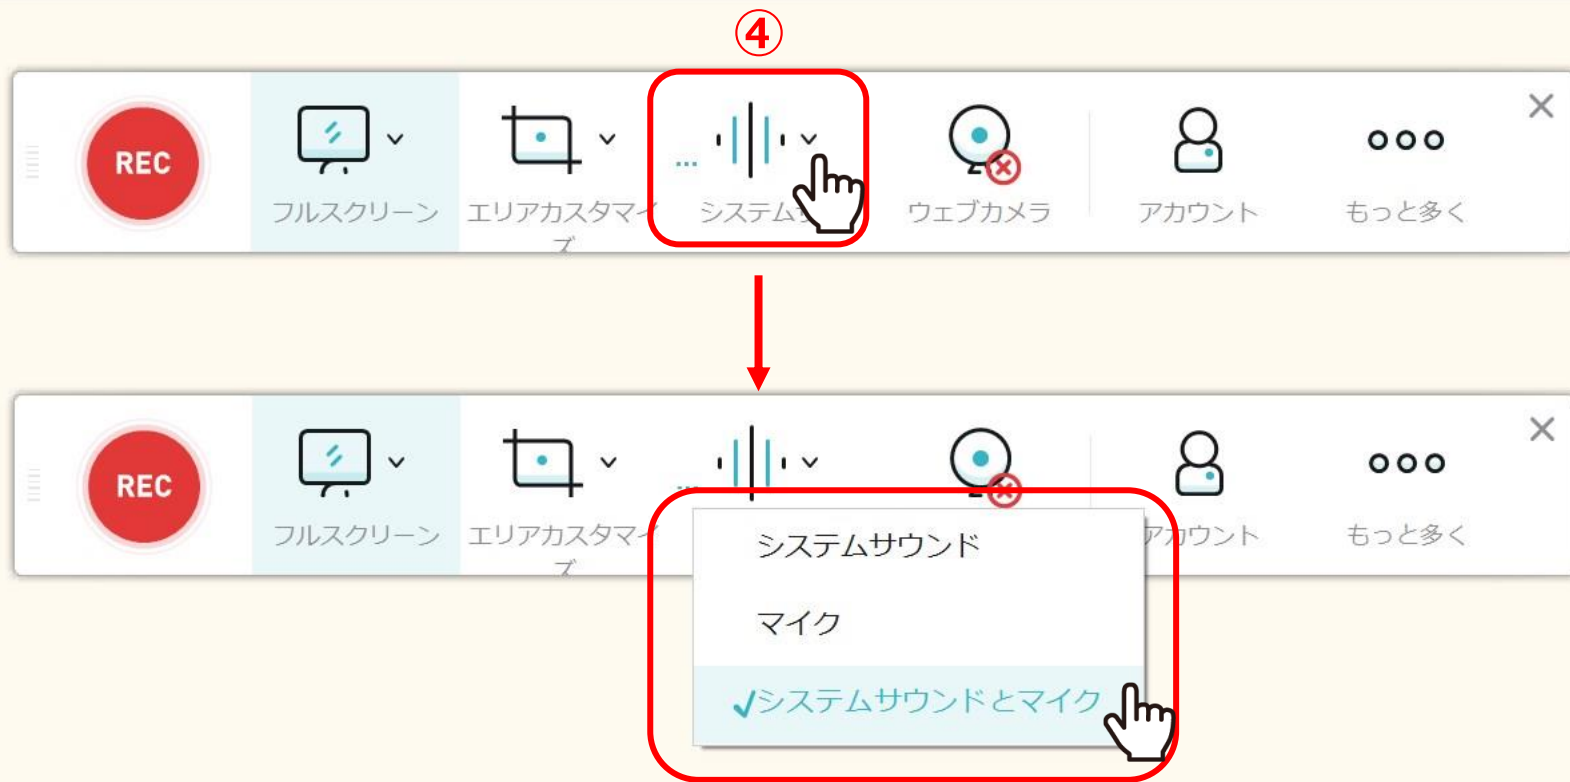 ④
REC
フルスクリーン
エリアカスタマイ
ズ
システムサ
ウェブカメラ
アカウント
もっと多く
REC
フルスクリーン
エリアカスタマイ
ズ
アカウント
もっと多く
システムサウンド
マイク
✓システムサウンドとマイク